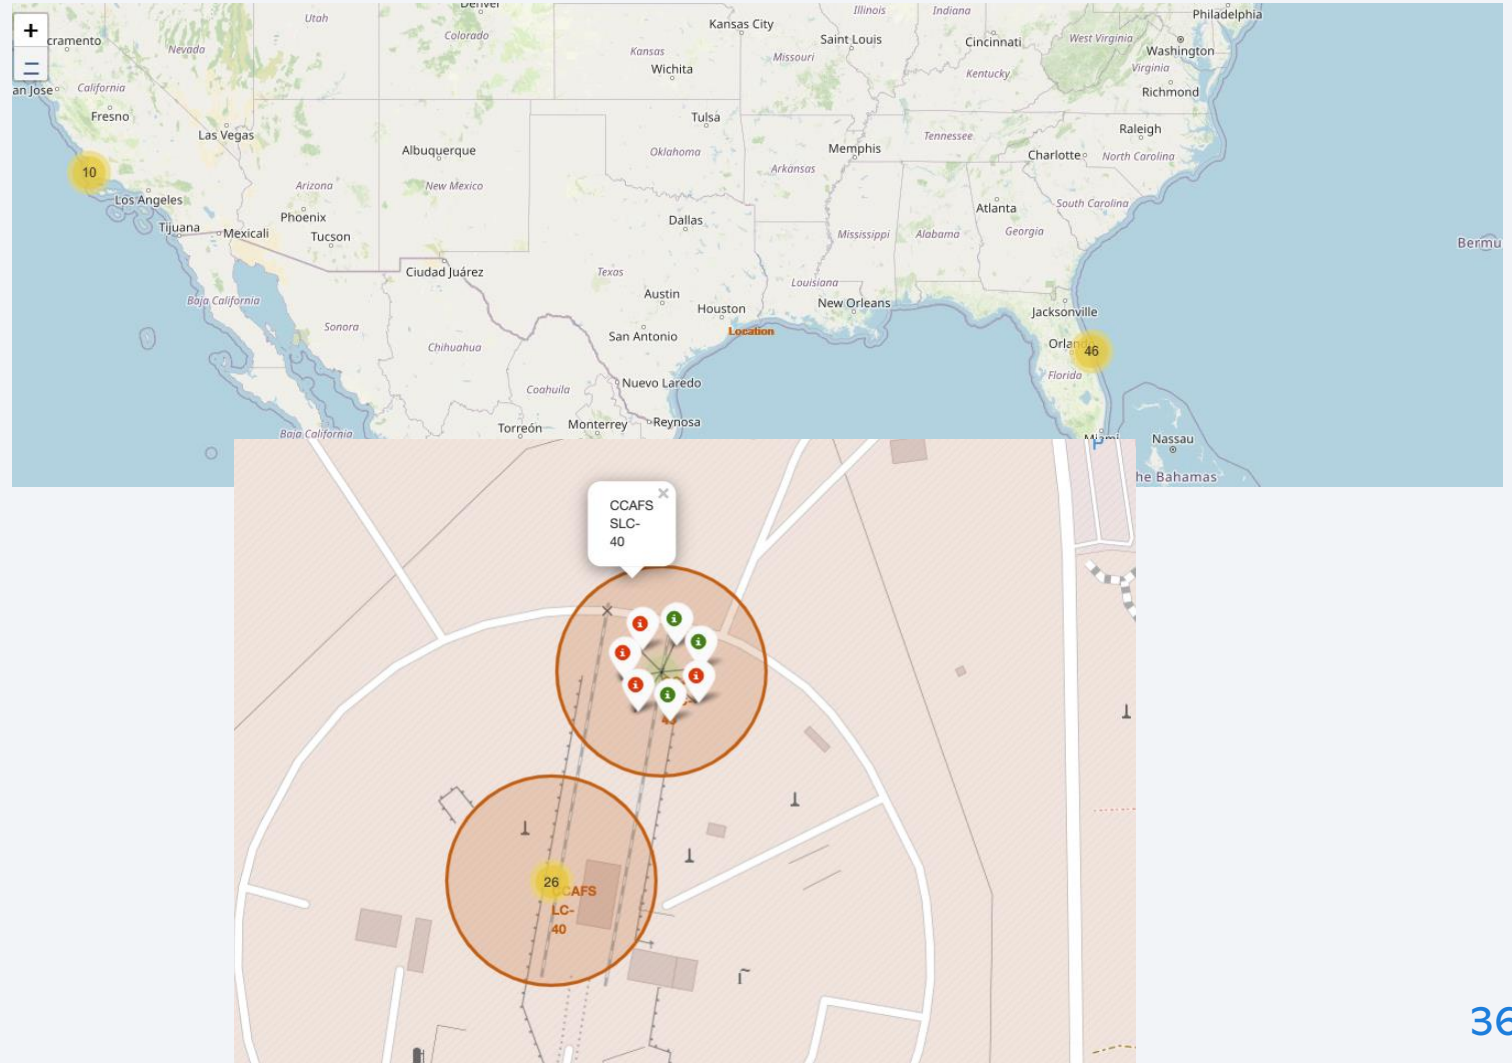 Denver
Utah
Illinois
Indiana
Philadelphia
+
Kansas City
cramento
Colorado
Saint Louis
Cincinnati
West Virginia
Nevada
Kansas
Missouri
Washington
Wichita
Kentucky
Virginia
an Jose
California
Richmond
Fresno
Tulsa
Las Vegas
Raleigh
Tennessee
Albuquerque
Oklahoma
Memphis
Charlotte
North Carolina
10
Arkansas
Arizona
New Mexico
Los Angeles
South Carolina
Phoenix
Atlanta
Dallas
Tijuana
Mexicali
Tucson
Mississippi
Alabama
Georgia
Bermu
Ciudad Juárez
Texas
Louisiana
Austin
Baja California
New Orleans
Houston
Jacksonville
Sonora
Location
San Antonio
Orlan
46
Chihuahua
Florida
Nuevo Laredo
Coahuila
Torreón
Monterrey
Reynosa
Baja California
Miami
Nassau
he Bahamas
CCAFS
SLC-
40
26
CCAFS
LC-
40
36